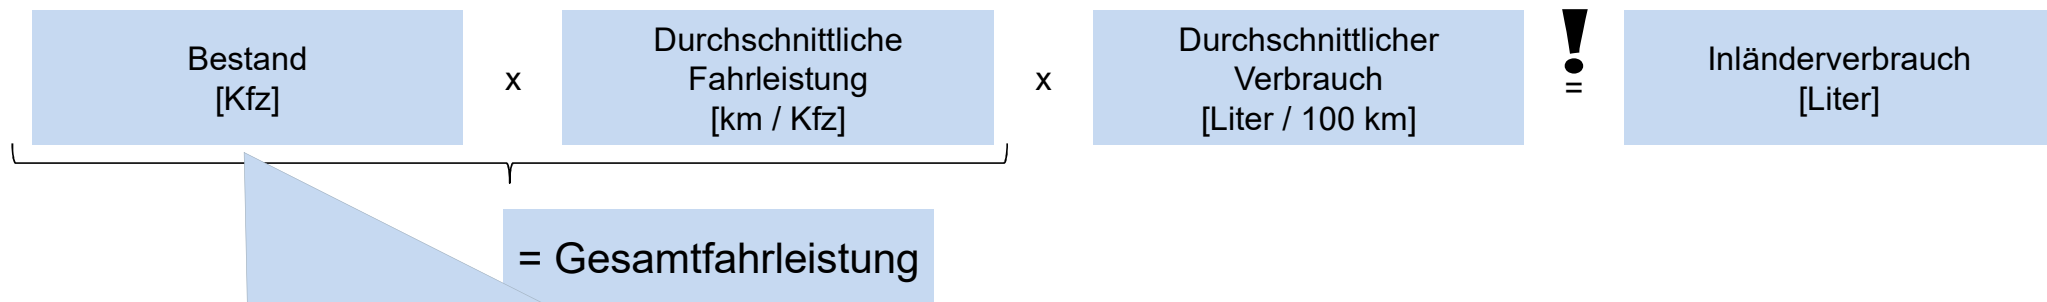 Bestand
[Kfz]
x
Durchschnittliche
Fahrleistung
[km / Kfz]
x
Durchschnittlicher
Verbrauch
[Liter / 100 km]
!
=
Inländerverbrauch
[Liter]
= Gesamtfahrleistung